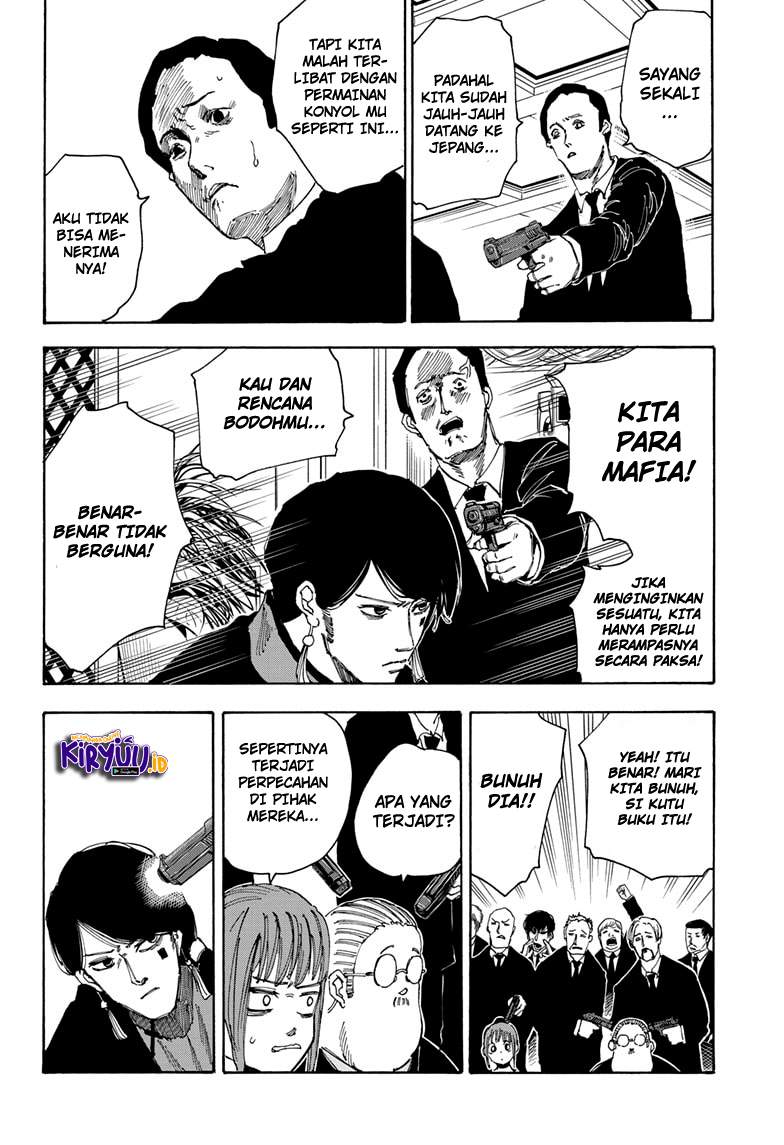 SAYANG
SEKALI
...
PADAHAL
KITA SUDAH
JAUH-JAUH
DATANG KE
JEPANG...
TAPI KITA
MALAH TER-
LIBAT DENGAN
PERMAINAN
KONYOL MU
SEPERTI INI...
AKU TIDAK
BISA ME-
NERIMA
NYA!
KITA
PARA
MAFIA!
JIKA
MENGINGINKAN
SESUATU, KITA
HANYA PERLU
MERAMPASNYA
SECARA PAKSA!
KAU DAN
RENCANA
BODOHMU...
BENAR-
BENAR TIDAK
BERGUNA!
YEAH! ITU
BENAR! MARI
KITA BUNUH,
SI KUTU
BUKU ITU!
BUNUH
DIA!!
APA YANG
TERJADI?
SEPERTINYA
TERJADI
PERPECAHAN
DI PIHAK
MEREKA...
KIRYUU.ID